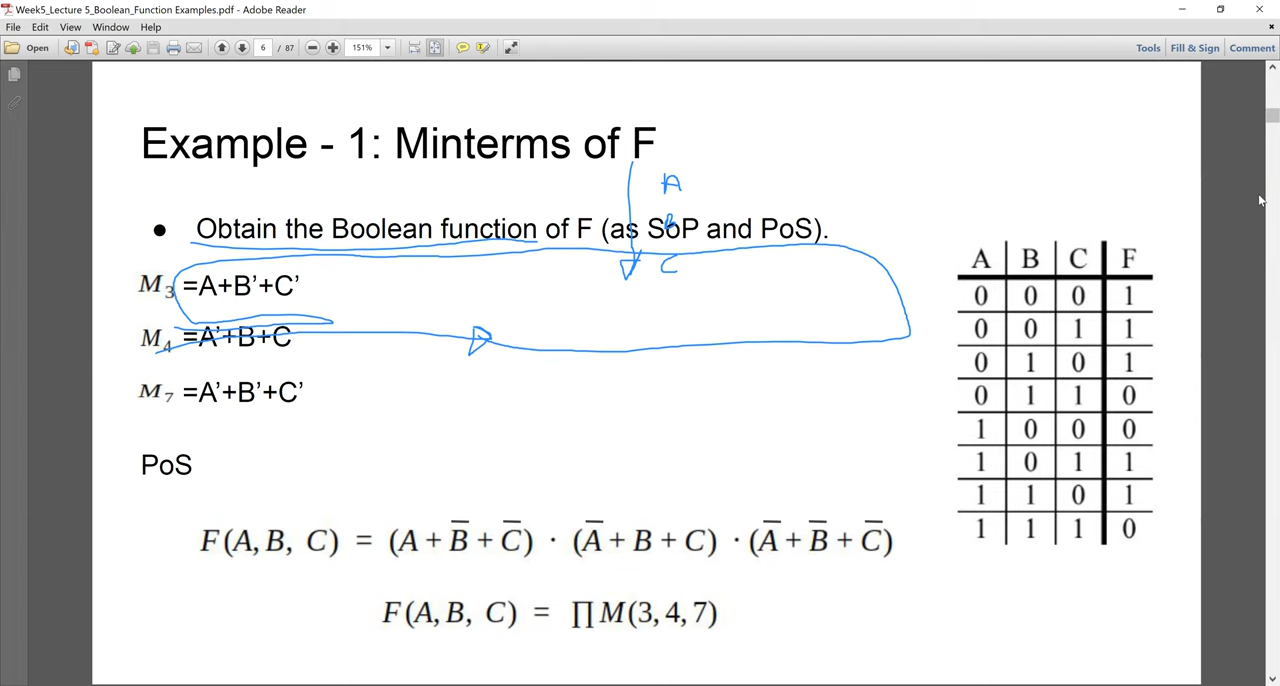 Week5_Lecture 5_Boolean_Function Examples.pdf - Adobe Reader
File Edit View Window Help
Open 6 / 87 151% Tools Fill & Sign Comment
Example - 1: Minterms of F
A
● Obtain the Boolean function of F (as SoP and PoS).
B
C
M₃ =A+B’+C’
M₄ =A’+B+C
M₇ =A’+B’+C’
PoS
F(A, B, C) = (A + B̅ + C̅) · (A̅ + B + C) · (A̅ + B̅ + C̅)
F(A, B, C) = ∏ M(3, 4, 7)
A B C F
0 0 0 1
0 0 1 1
0 1 0 1
0 1 1 0
1 0 0 0
1 0 1 1
1 1 0 1
1 1 1 0